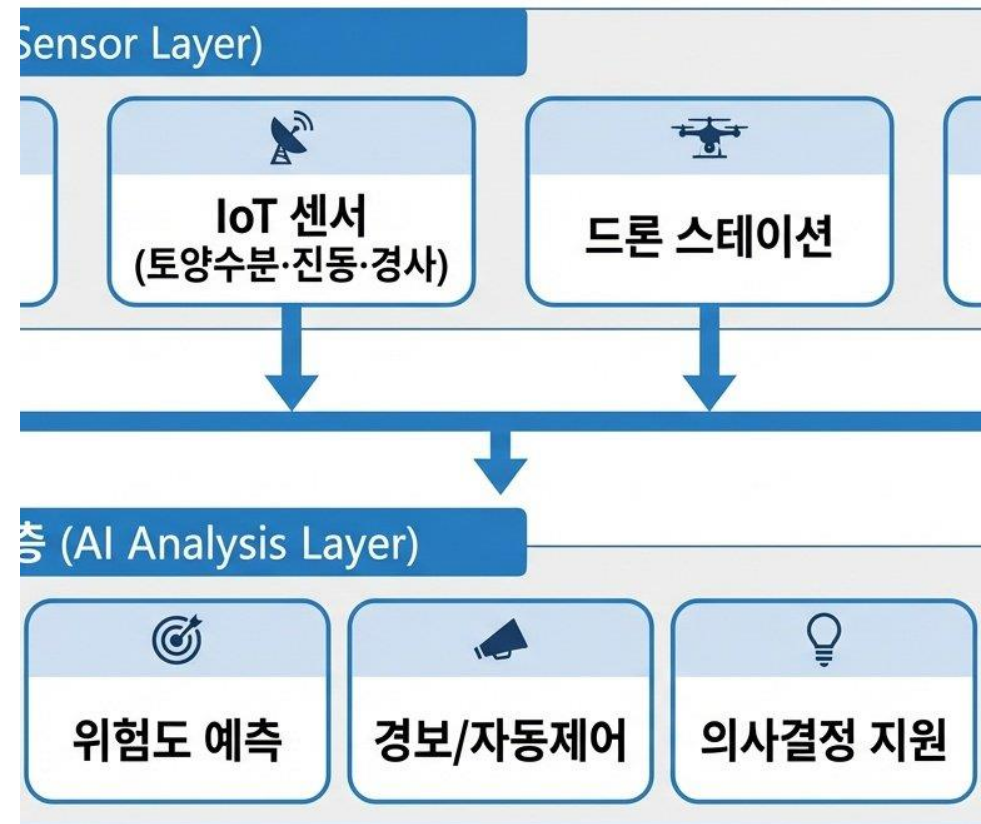 Sensor Layer)
IoT 센서
(토양수분·진동·경사)
드론 스테이션
층 (AI Analysis Layer)
위험도 예측
경보/자동제어
의사결정 지원